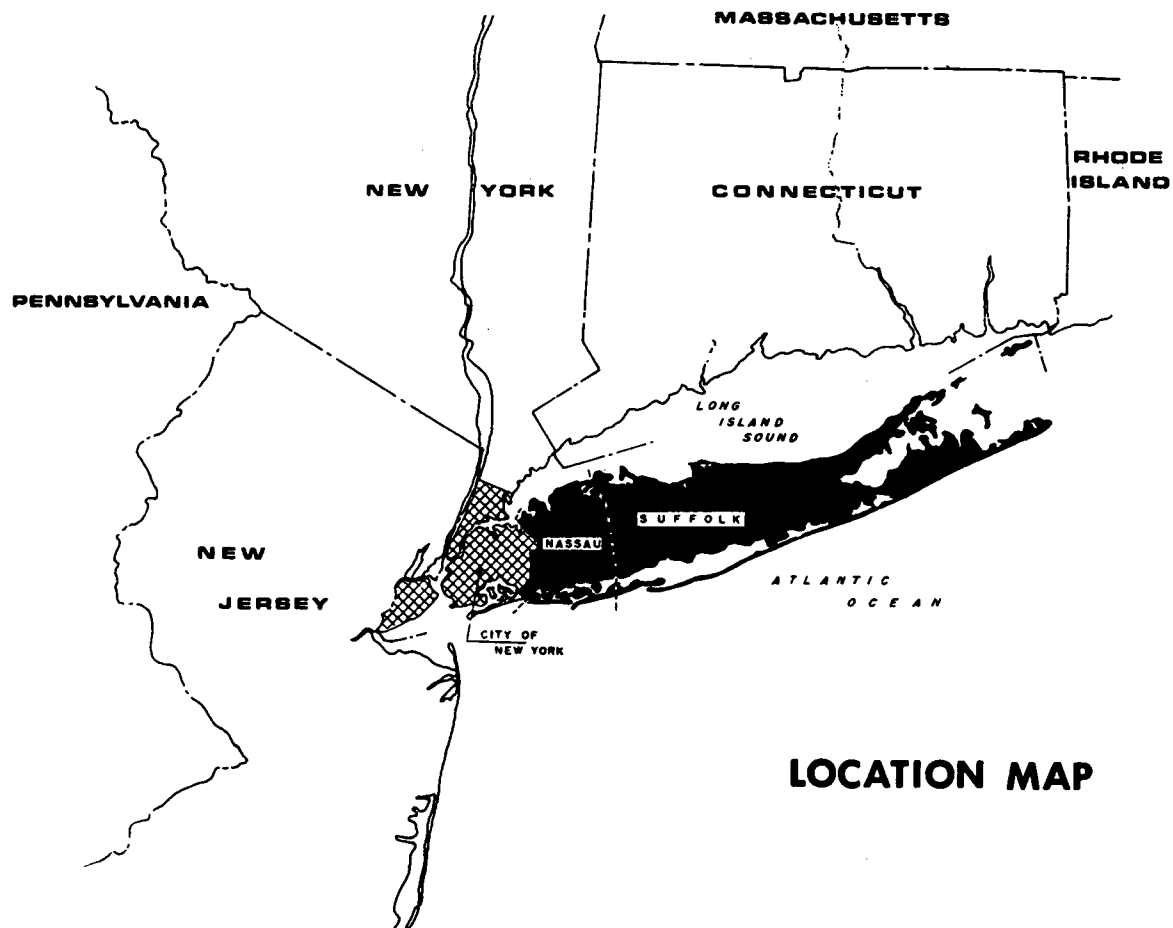 MASSACHUSETTS
NEW YORK
CONNECTICUT
RHODE
ISLAND
PENNSYLVANIA
LONG
ISLAND
SOUND
SUFFOLK
NASSAU
NEW
JERSEY
ATLANTIC
OCEAN
CITY OF
NEW YORK
LOCATION MAP